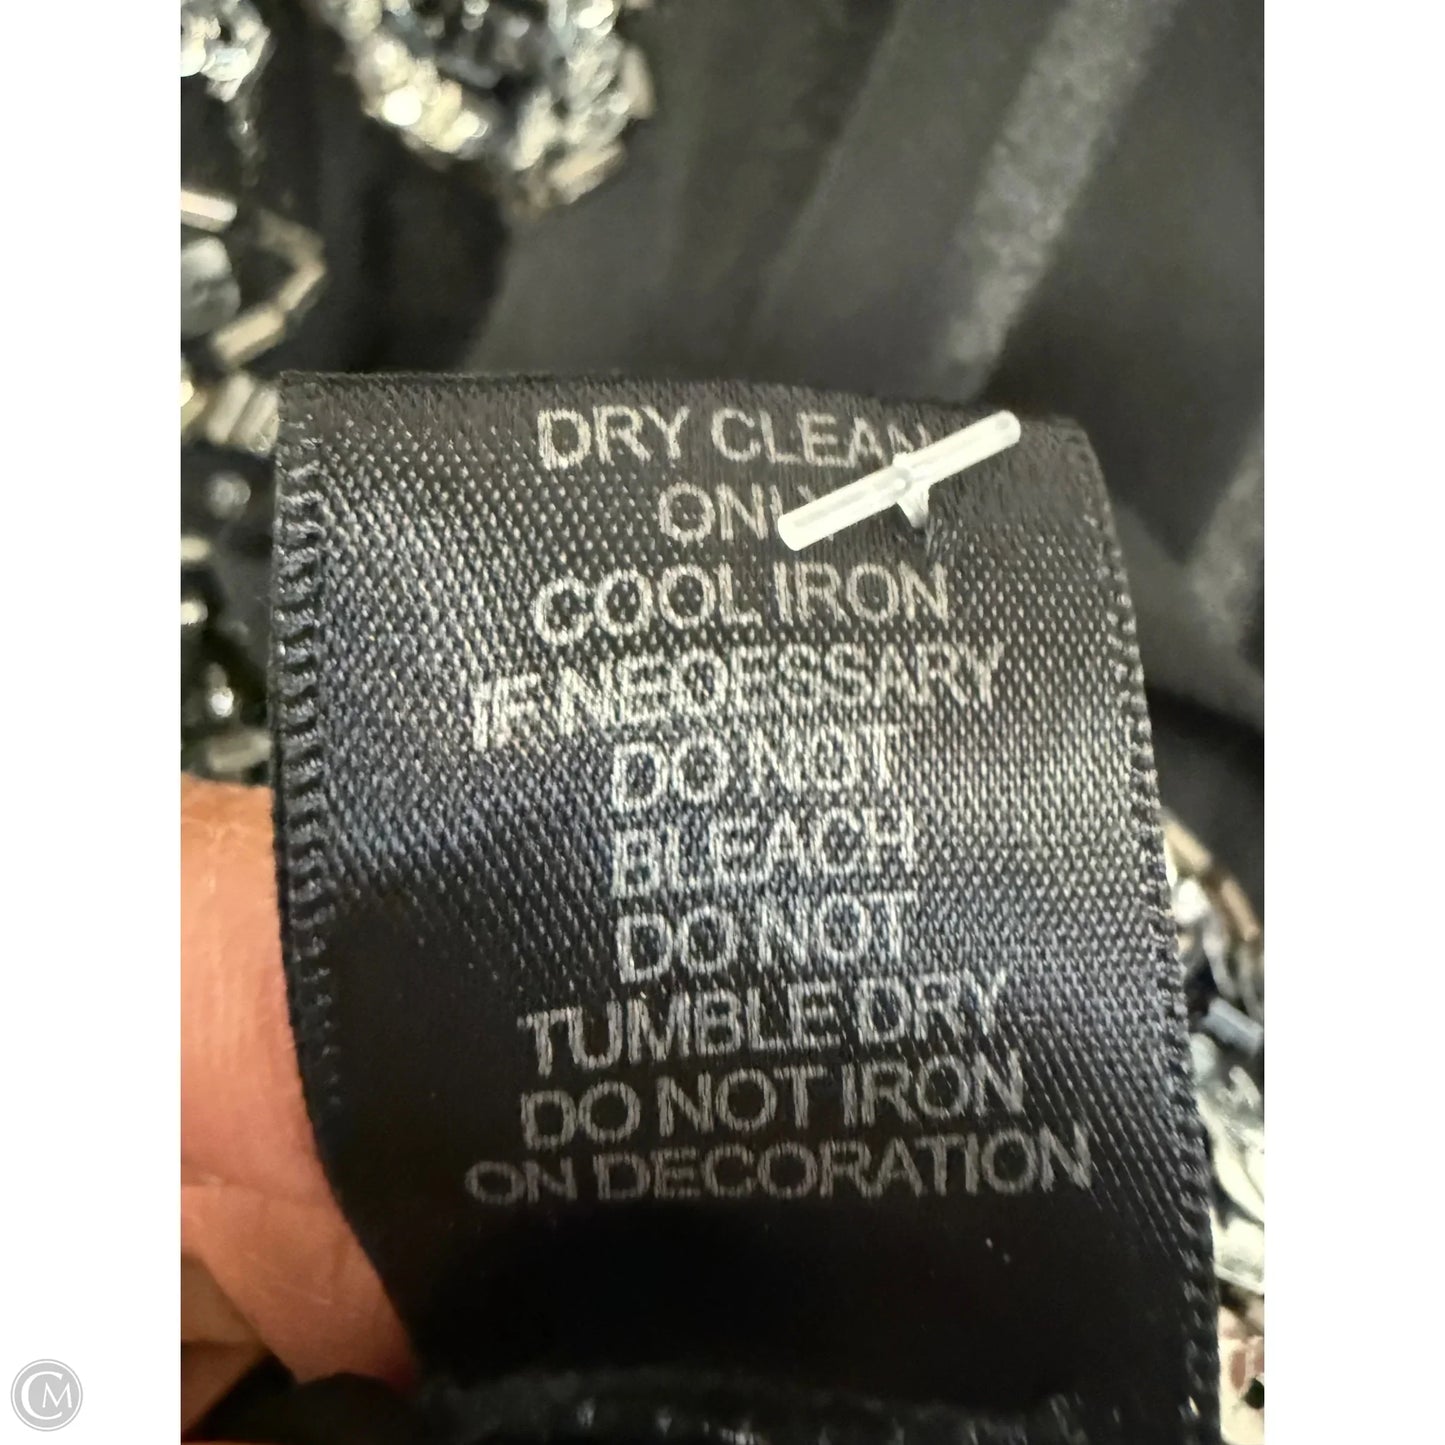 DRY CLEAN
ONLY
COOL IRON
IF NECESSARY
DO NOT
BLEACH
DO NOT
TUMBLE DRY
DO NOT IRON
ON DECORATION
CM